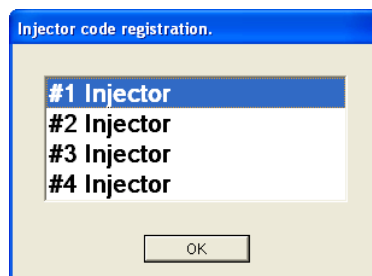 Injector code registration.
#1 Injector
#2 Injector
#3 Injector
#4 Injector
OK